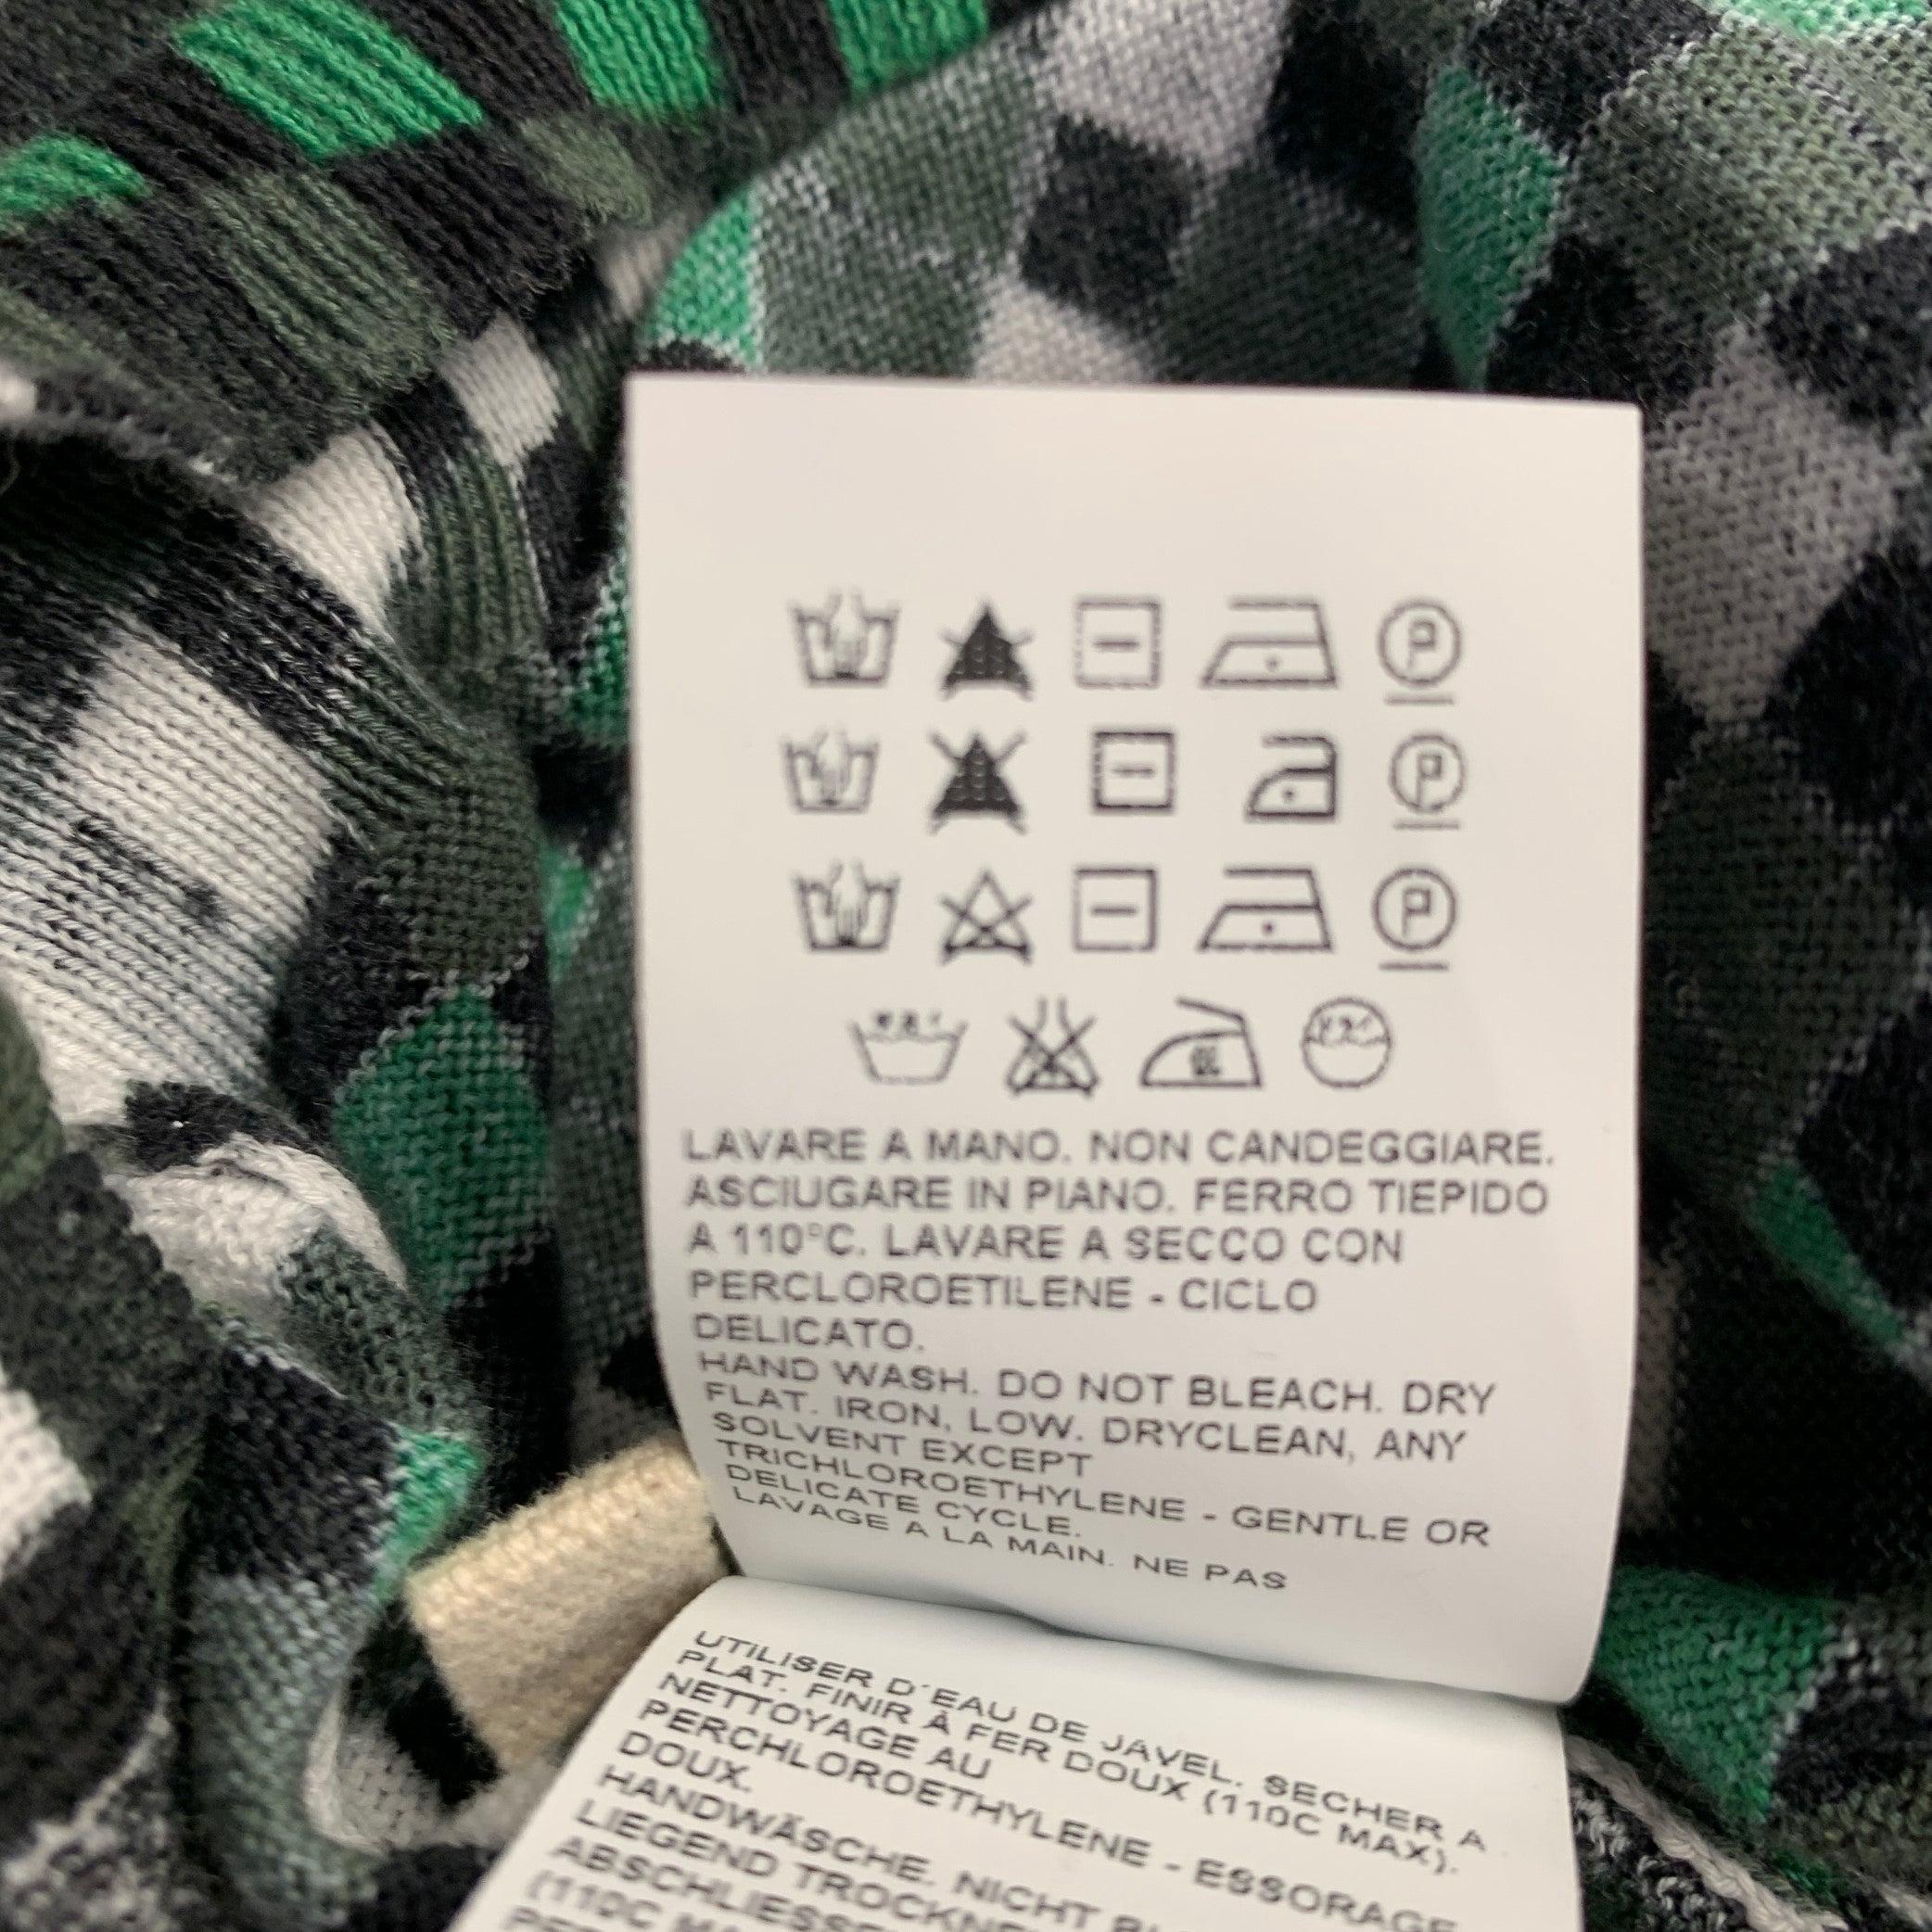 P
P
P
LAVARE A MANO. NON CANDEGGIARE.
ASCIUGARE IN PIANO. FERRO TIEPIDO
A 110°C. LAVARE A SECCO CON
PERCLOROETILENE - CICLO
DELICATO.
HAND WASH. DO NOT BLEACH. DRY
FLAT. IRON, LOW. DRYCLEAN, ANY
SOLVENT EXCEPT
TRICHLOROETHYLENE - GENTLE OR
DELICATE CYCLE.
LAVAGE A LA MAIN. NE PAS
UTILISER D'EAU DE JAVEL. SECHER A
PLAT. FINIR À FER DOUX (110C MAX).
NETTOYAGE AU
PERCHLOROETHYLENE - ESSORAGE
DOUX.
HANDWÄSCHE. NICHT
LIEGEND
(110C